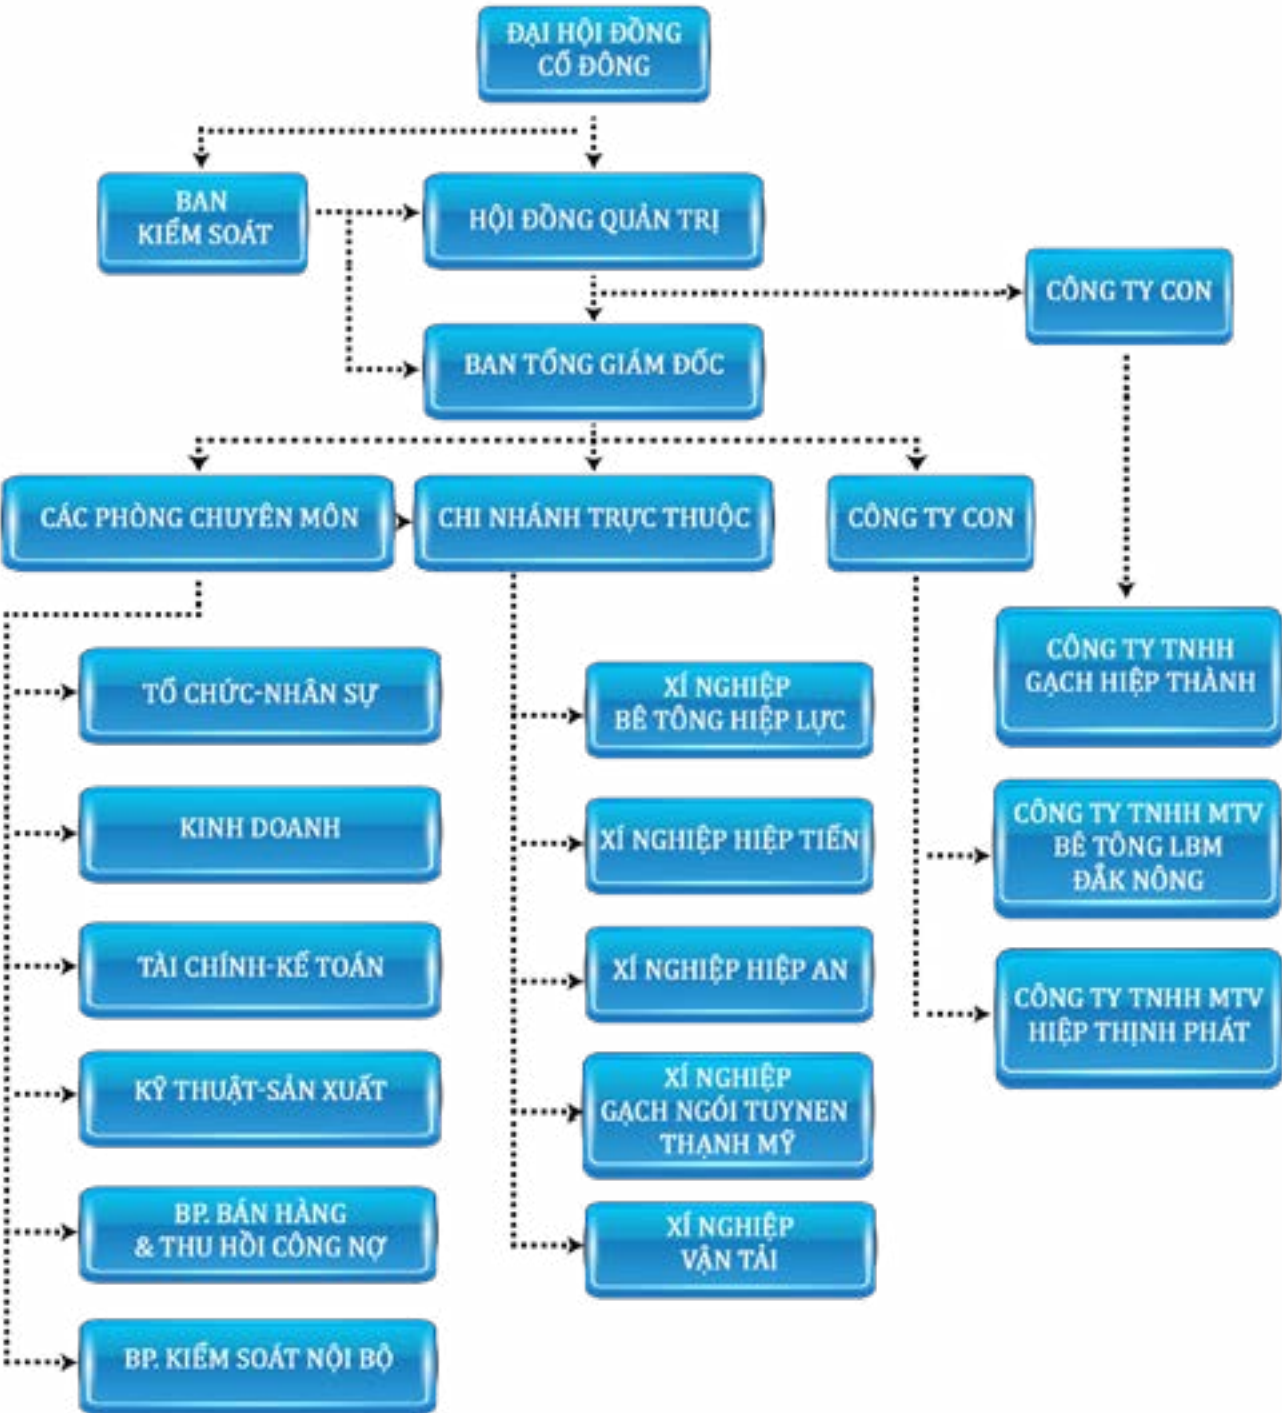 ĐẠI HỘI ĐỒNG
CỔ ĐÔNG
BAN
KIỂM SOÁT
HỘI ĐỒNG QUẢN TRỊ
CÔNG TY CON
BAN TỔNG GIÁM ĐỐC
CÁC PHÒNG CHUYÊN MÔN
CHI NHÁNH TRỰC THUỘC
CÔNG TY CON
TỔ CHỨC-NHÂN SỰ
KINH DOANH
TÀI CHÍNH-KẾ TOÁN
KỸ THUẬT-SẢN XUẤT
BP. BÁN HÀNG
& THU HỒI CÔNG NỢ
BP. KIỂM SOÁT NỘI BỘ
XÍ NGHIỆP
BÊ TÔNG HIỆP LỰC
XÍ NGHIỆP HIỆP TIẾN
XÍ NGHIỆP HIỆP AN
XÍ NGHIỆP
GẠCH NGÓI TUYNEN
THẠNH MỸ
XÍ NGHIỆP
VẬN TẢI
CÔNG TY TNHH
GẠCH HIỆP THÀNH
CÔNG TY TNHH MTV
BÊ TÔNG LBM
ĐẮK NÔNG
CÔNG TY TNHH MTV
HIỆP THỊNH PHÁT